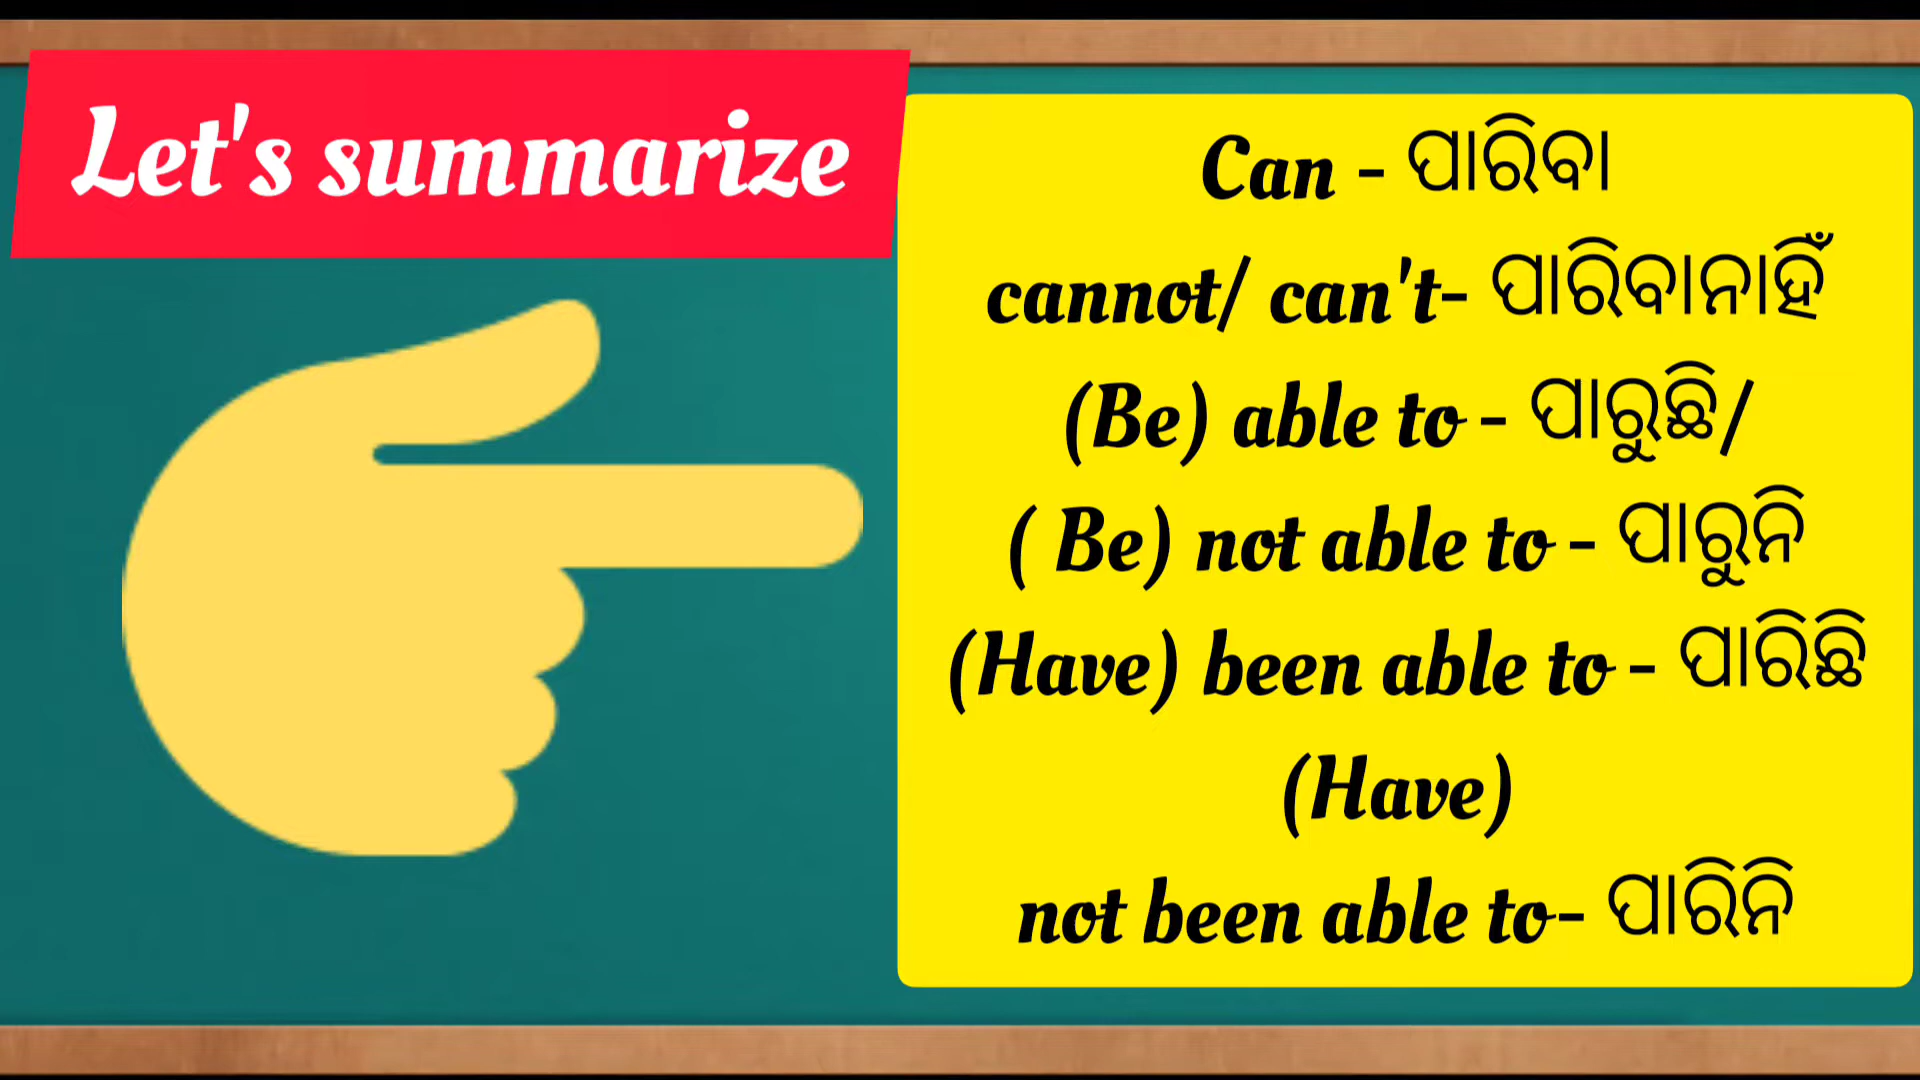 Let's summarize
Can - ପାରିବା
cannot/ can't- ପାରିବାନାହିଁ
(Be) able to - ପାରୁଛି/
( Be) not able to - ପାରୁନି
(Have) been able to - ପାରିଛି
(Have)
not been able to- ପାରିନି